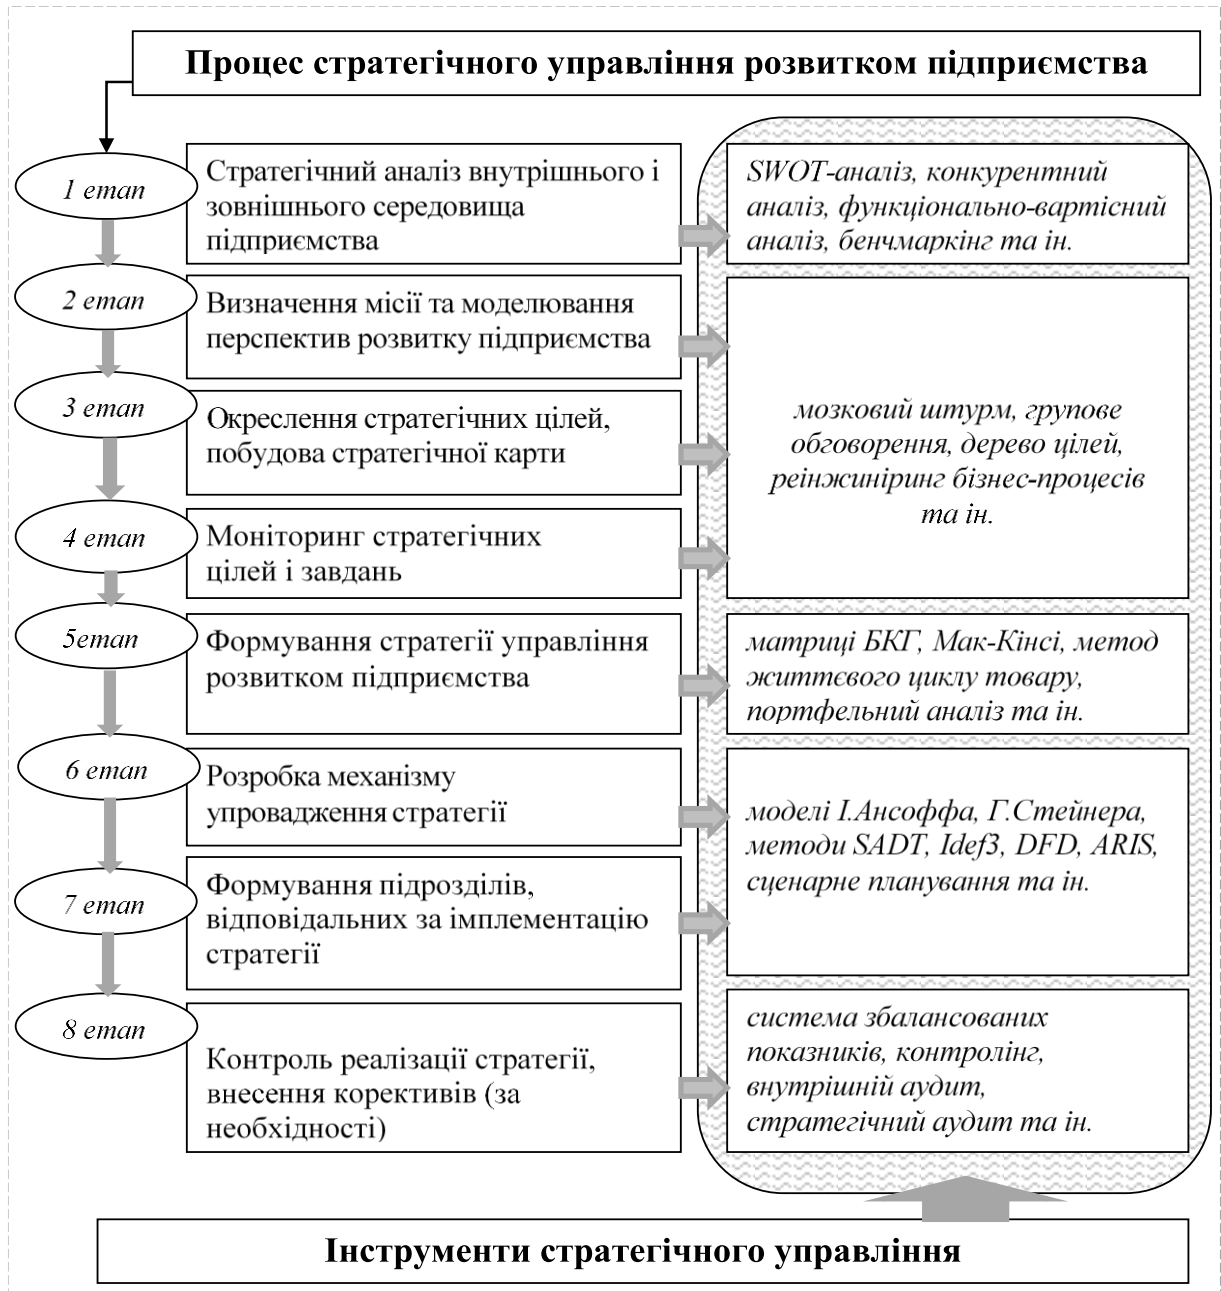 Процес стратегічного управління розвитком підприємства
1 етап
Стратегічний аналіз внутрішнього і
зовнішнього середовища
підприємства
SWOT-аналіз, конкурентний
аналіз, функціонально-вартісний
аналіз, бенчмаркінг та ін.
2 етап
Визначення місії та моделювання
перспектив розвитку підприємства
3 етап
Окреслення стратегічних цілей,
побудова стратегічної карти
4 етап
Моніторинг стратегічних
цілей і завдань
мозковий штурм, групове
обговорення, дерево цілей,
реінжиніринг бізнес-процесів
та ін.
5етап
Формування стратегії управління
розвитком підприємства
матриці БКГ, Мак-Кінсі, метод
життєвого циклу товару,
портфельний аналіз та ін.
6 етап
Розробка механізму
упровадження стратегії
7 етап
Формування підрозділів,
відповідальних за імплементацію
стратегії
моделі І.Ансоффа, Г.Стейнера,
методи SADT, Idef3, DFD, ARIS,
сценарне планування та ін.
8 етап
Контроль реалізації стратегії,
внесення корективів (за
необхідності)
система збалансованих
показників, контролінг,
внутрішній аудит,
стратегічний аудит та ін.
Інструменти стратегічного управління